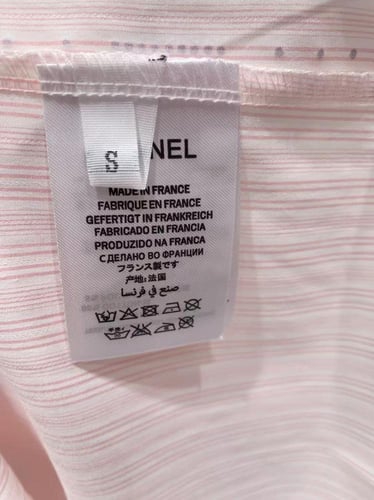 S
NEL
MADE IN FRANCE
FABRIQUE EN FRANCE
GEFERTIGT IN FRANKREICH
FABRICADO EN FRANCIA
PRODUZIDO NA FRANCA
СДЕЛАНО ВО ФРАНЦИИ
フランス製です
产地:法国
صنع في فرنسا